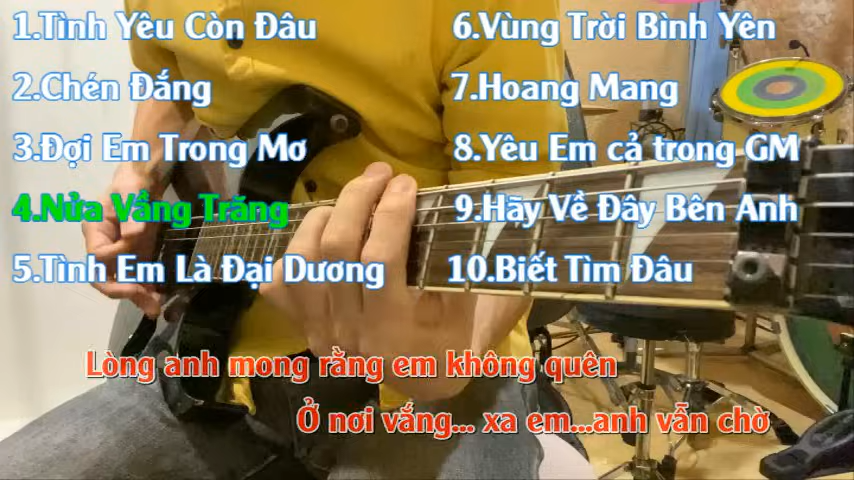 1.Tình Yêu Còn Đâu
2.Chén Đắng
3.Đợi Em Trong Mơ
4.Nửa Vầng Trăng
5.Tình Em Là Đại Dương
6.Vùng Trời Bình Yên
7.Hoang Mang
8.Yêu Em cả trong GM
9.Hãy Về Đây Bên Anh
10.Biết Tìm Đâu
Lòng anh mong rằng em không quên
Ở nơi vắng... xa em...anh vẫn chờ